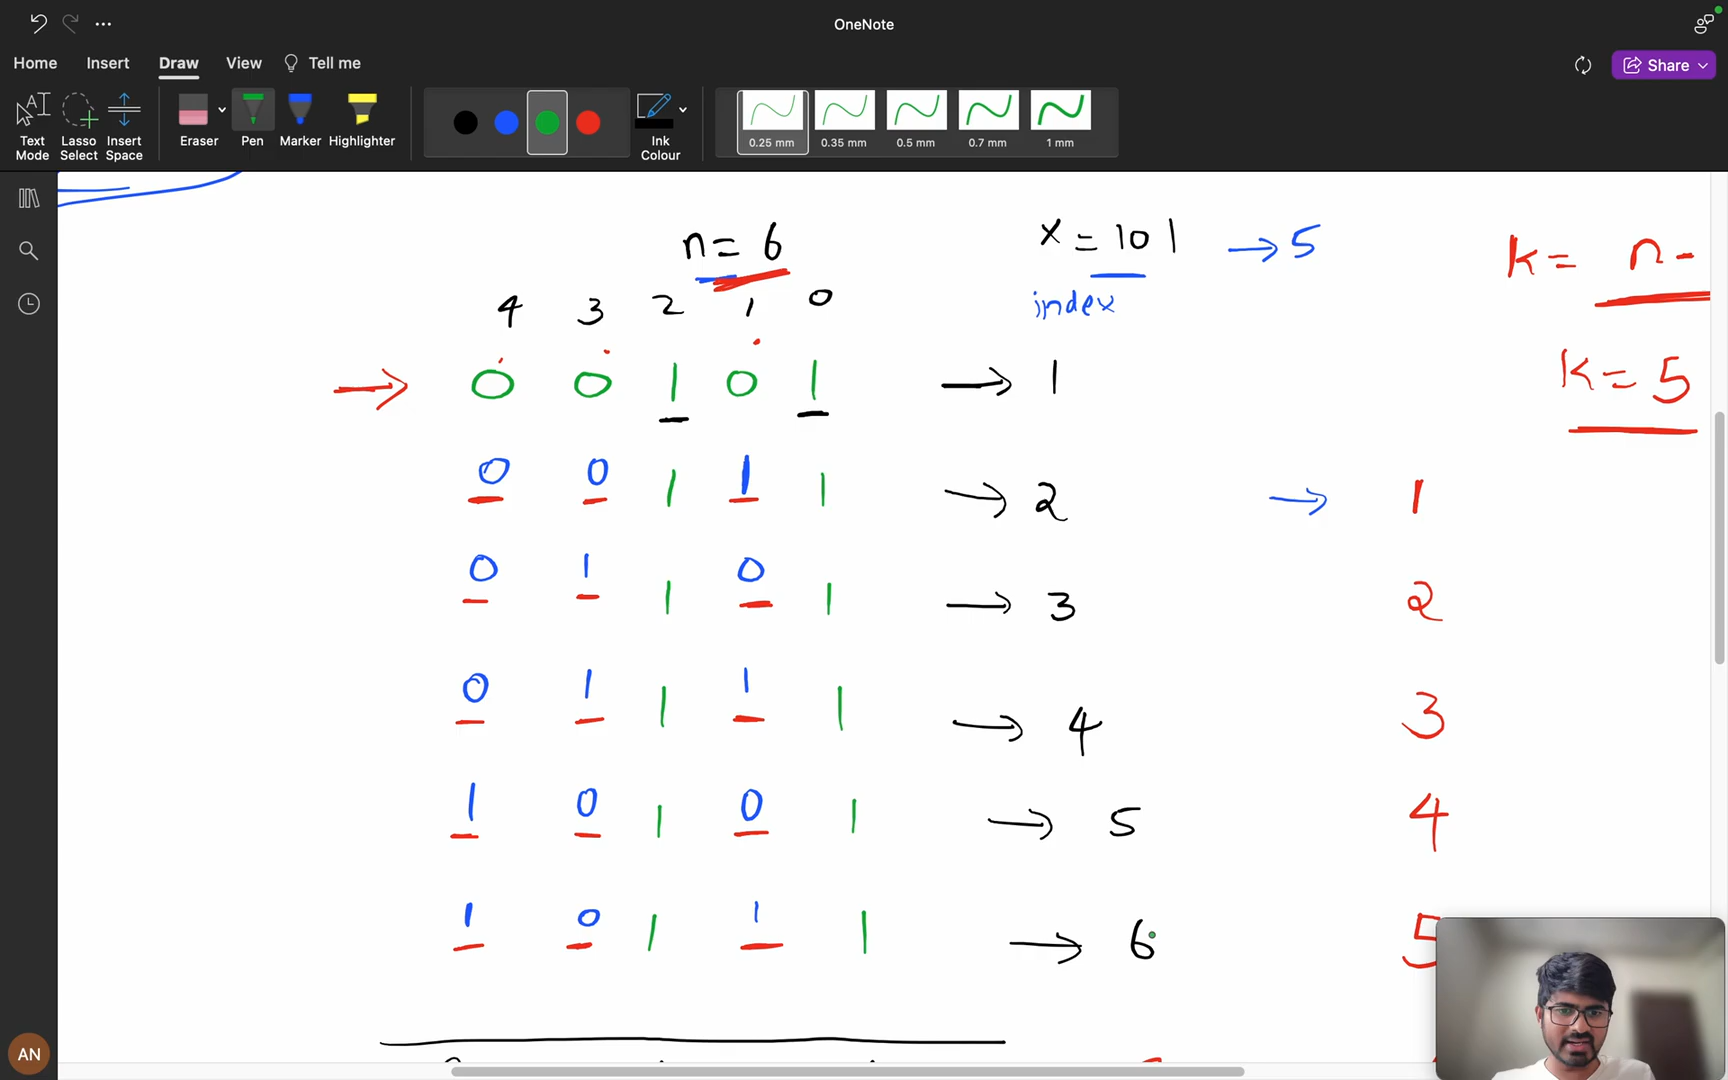 OneNote
Home Insert Draw View Tell me
Share
Text Mode
Lasso Select
Insert Space
Eraser
Pen
Marker
Highlighter
Ink Colour
0.25 mm 0.35 mm 0.5 mm 0.7 mm 1 mm
n = 6 x = 101 → 5 k = n -
4 3 2 1 0 index
→ 0 0 1 0 1 → 1 k = 5
0 0 1 1 1 → 2 → 1
0 1 1 0 1 → 3 2
0 1 1 1 1 → 4 3
1 0 1 0 1 → 5 4
1 0 1 1 1 → 6 5
AN